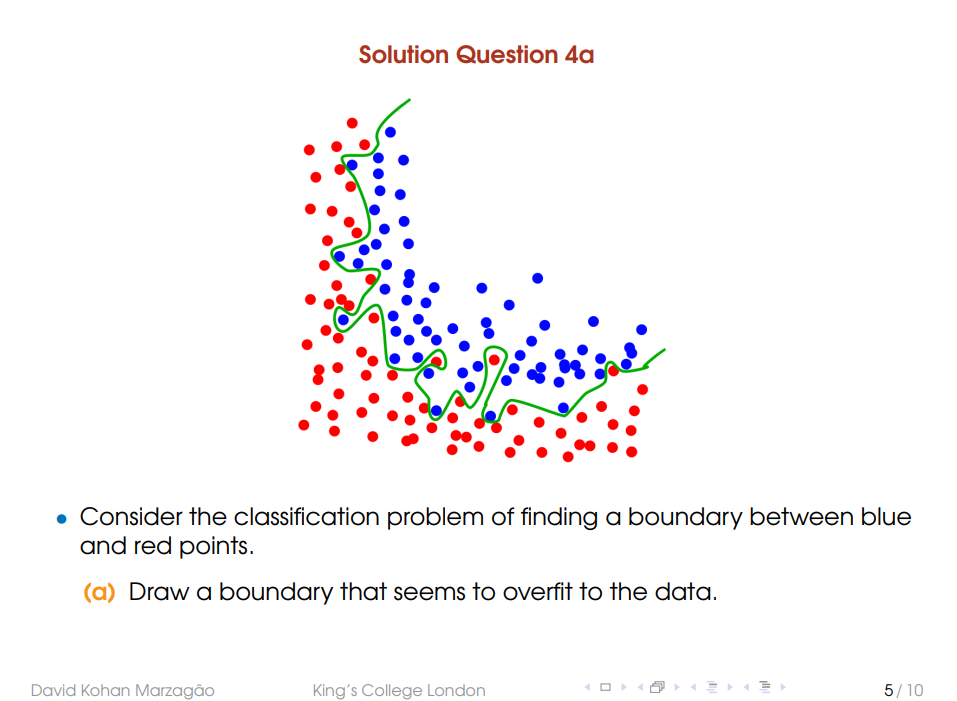 Solution Question 4a
• Consider the classification problem of finding a boundary between blue
and red points.
(a) Draw a boundary that seems to overfit to the data.
David Kohan Marzagão King's College London 5 / 10